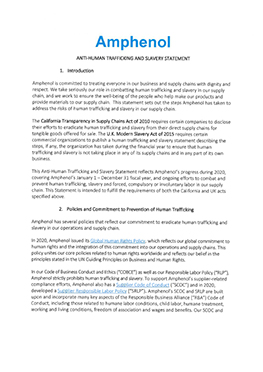 Amphenol
ANTI-HUMAN TRAFFICKING AND SLAVERY STATEMENT
1. Introduction
Amphenol is committed to treating everyone in our business and supply chains with dignity and
respect. We take seriously our role in combatting human trafficking and slavery in our supply
chain, and we work to ensure the well-being of the people who help make our products and
provide materials to our supply chain. This statement sets out the steps Amphenol has taken to
address the risks of human trafficking and slavery in our supply chain.
The California Transparency in Supply Chains Act of 2010 requires certain companies to disclose
their efforts to eradicate human trafficking and slavery from their direct supply chains for
tangible goods offered for sale. The U.K. Modern Slavery Act of 2015 requires certain
commercial organizations to publish a human trafficking and slavery statement describing the
steps, if any, the organization has taken during the financial year to ensure that human
trafficking and slavery is not taking place in any of its supply chains and in any part of its own
business.
This Anti-Human Trafficking and Slavery Statement reflects Amphenol's progress during 2020,
covering Amphenol's January 1 – December 31 fiscal year, and ongoing efforts to combat and
prevent human trafficking, slavery and forced, compulsory or involuntary labor in our supply
chain. This Statement is intended to fulfill the requirements of both the California and UK acts
specified above.
2. Policies and Commitment to Prevention of Human Trafficking
Amphenol has several policies that reflect our commitment to eradicate human trafficking and
slavery in our operations and supply chain.
In 2020, Amphenol issued its Global Human Rights Policy, which reflects our global commitment to
human rights and the integration of this commitment into our operations and supply chains. This
policy unites our core policies related to human rights worldwide and reflects our belief in the
principles stated in the UN Guiding Principles on Business and Human Rights.
In our Code of Business Conduct and Ethics ("COBCE") as well as our Responsible Labor Policy ("RLP"),
Amphenol strictly prohibits human trafficking and slavery. To support Amphenol's supplier-related
compliance efforts, Amphenol also has a Supplier Code of Conduct ("SCOC") and in 2020,
developed a Supplier Responsible Labor Policy ("SRLP"). Amphenol's SCOC and SRLP are built
upon and incorporate many key aspects of the Responsible Business Alliance ("RBA") Code of
Conduct, including those related to humane labor conditions, child labor, humane treatment,
working and living conditions, freedom of association and wages and benefits. Our SCOC and